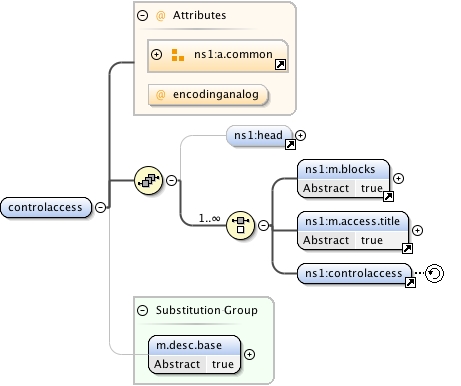 Attributes
ns1:a.common
@ encodinganalog
ns1:head
controlaccess
1..∞
ns1:m.blocks
Abstract true
ns1:m.access.title
Abstract true
ns1:controlaccess
Substitution Group
m.desc.base
Abstract true